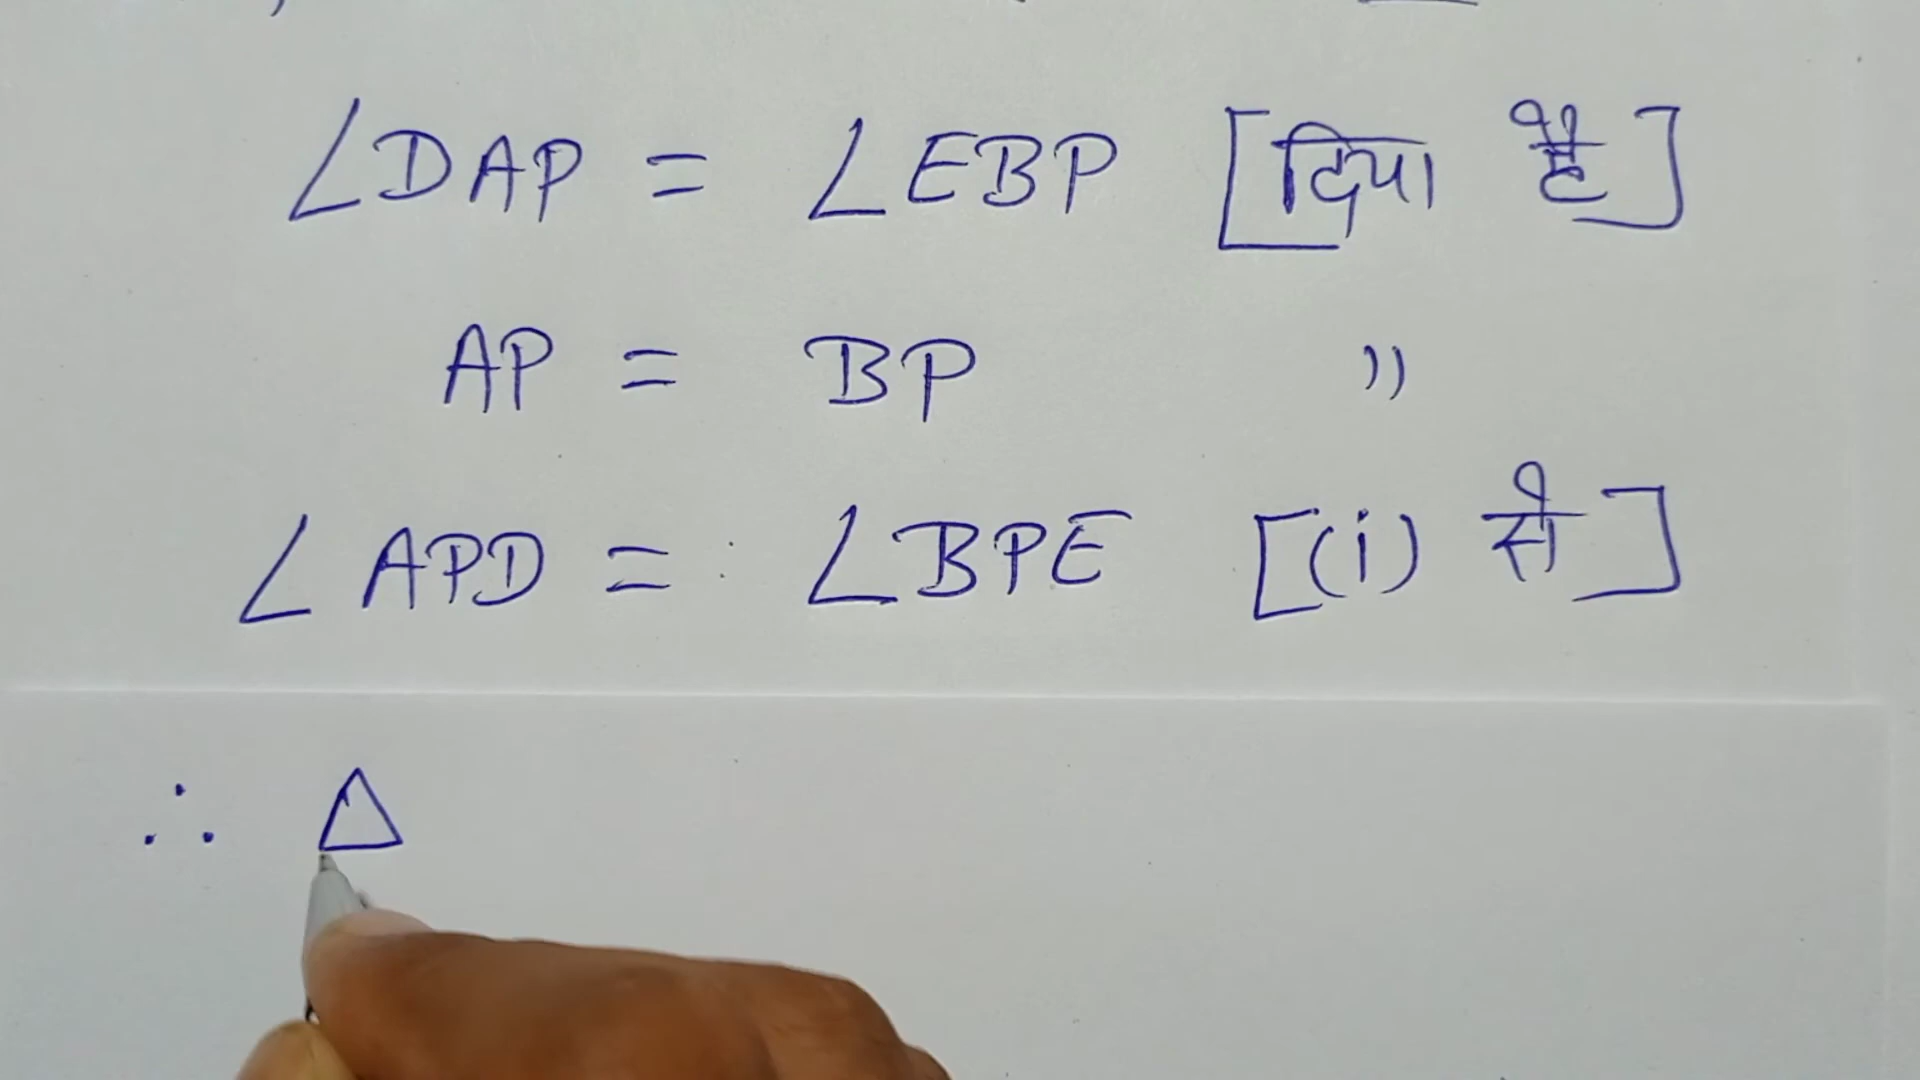 ∠DAP = ∠EBP [दिया है]
AP = BP "
∠APD = ∠BPE [(i) से]
∴ Δ